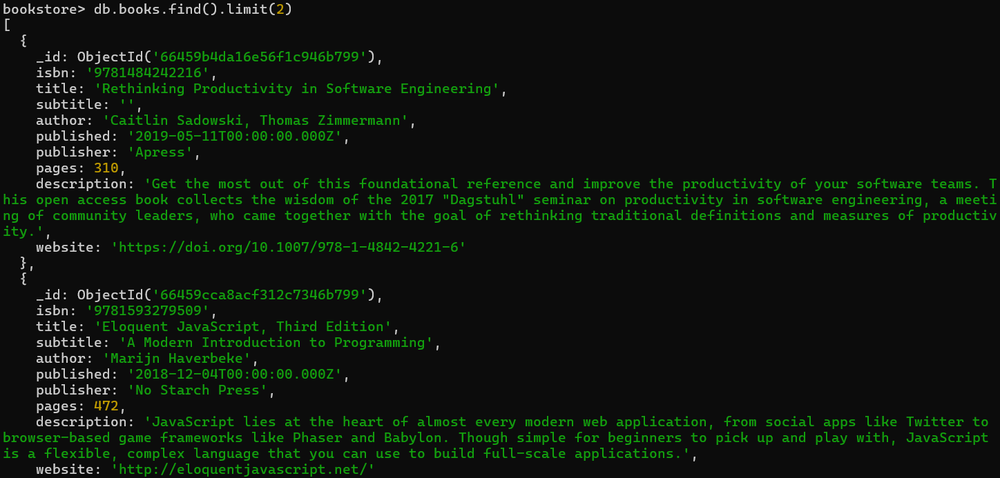 bookstore> db.books.find().limit(2)
[
  {
    _id: ObjectId('66459b4da16e56f1c946b799'),
    isbn: '9781484242216',
    title: 'Rethinking Productivity in Software Engineering',
    subtitle: '',
    author: 'Caitlin Sadowski, Thomas Zimmermann',
    published: '2019-05-11T00:00:00.000Z',
    publisher: 'Apress',
    pages: 310,
    description: 'Get the most out of this foundational reference and improve the productivity of your software teams. T
his open access book collects the wisdom of the 2017 "Dagstuhl" seminar on productivity in software engineering, a meeti
ng of community leaders, who came together with the goal of rethinking traditional definitions and measures of productiv
ity.',
    website: 'https://doi.org/10.1007/978-1-4842-4221-6'
  },
  {
    _id: ObjectId('66459cca8acf312c7346b799'),
    isbn: '9781593279509',
    title: 'Eloquent JavaScript, Third Edition',
    subtitle: 'A Modern Introduction to Programming',
    author: 'Marijn Haverbeke',
    published: '2018-12-04T00:00:00.000Z',
    publisher: 'No Starch Press',
    pages: 472,
    description: 'JavaScript lies at the heart of almost every modern web application, from social apps like Twitter to
browser-based game frameworks like Phaser and Babylon. Though simple for beginners to pick up and play with, JavaScript
is a flexible, complex language that you can use to build full-scale applications.',
    website: 'http://eloquentjavascript.net/'